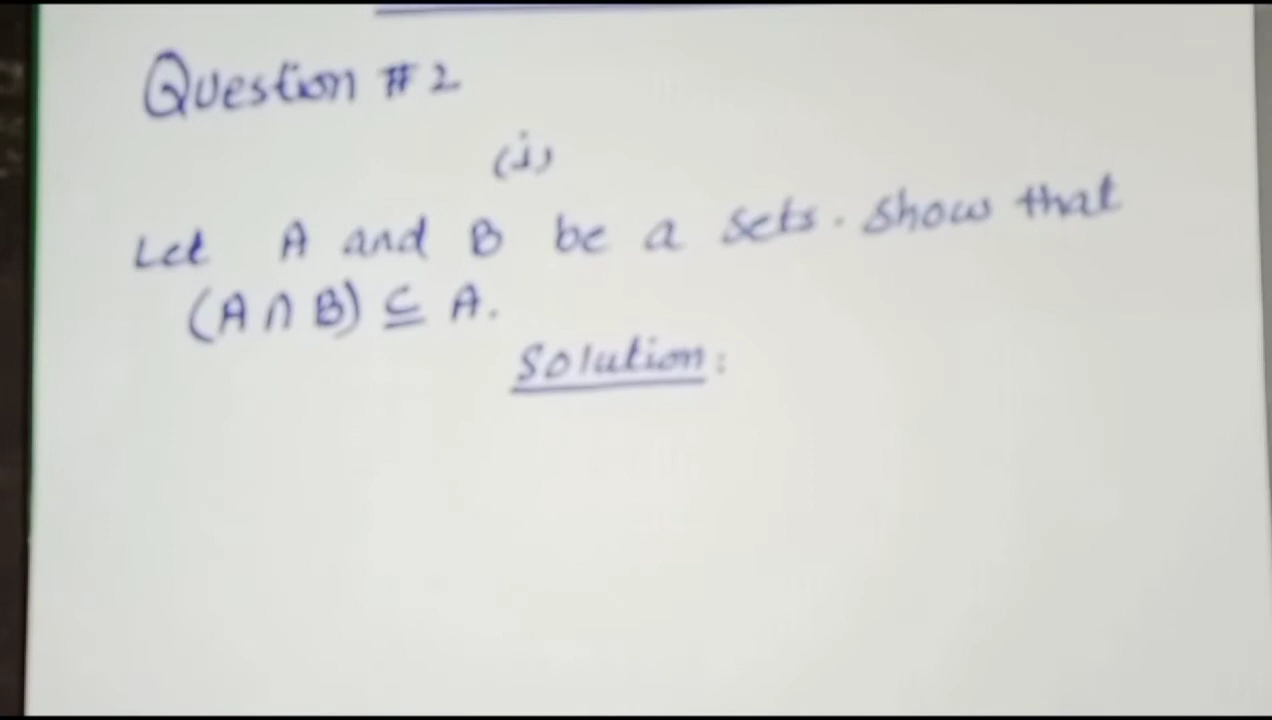 Question #2
(i)
Let A and B be a sets. Show that
(A ∩ B) ⊆ A.
Solution: